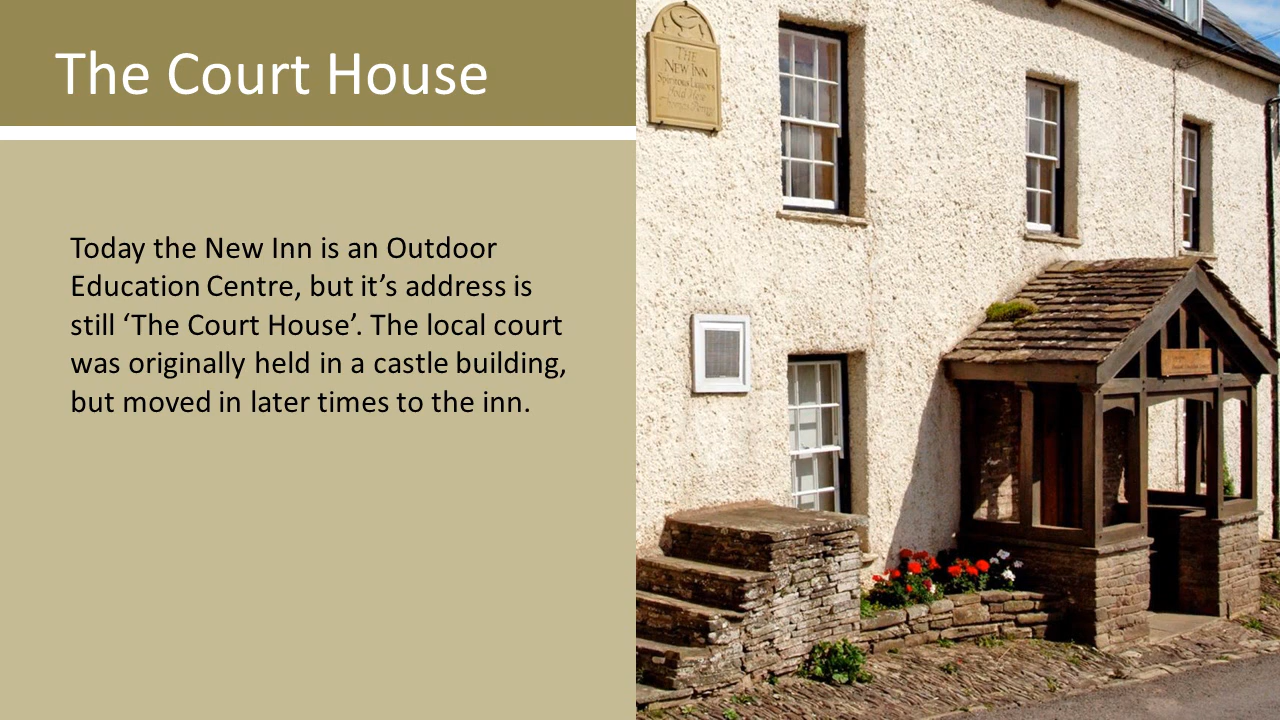 The Court House
Today the New Inn is an Outdoor
Education Centre, but it’s address is
still ‘The Court House’. The local court
was originally held in a castle building,
but moved in later times to the inn.
THE
NEW INN
Spirituous Liquors